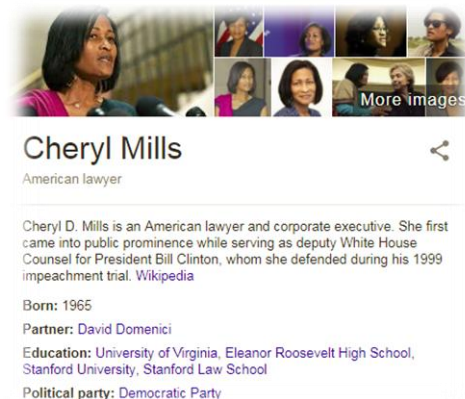 More images
Cheryl Mills
American lawyer
Cheryl D. Mills is an American lawyer and corporate executive. She first
came into public prominence while serving as deputy White House
Counsel for President Bill Clinton, whom she defended during his 1999
impeachment trial. Wikipedia
Born: 1965
Partner: David Domenici
Education: University of Virginia, Eleanor Roosevelt High School,
Stanford University, Stanford Law School
Political party: Democratic Party